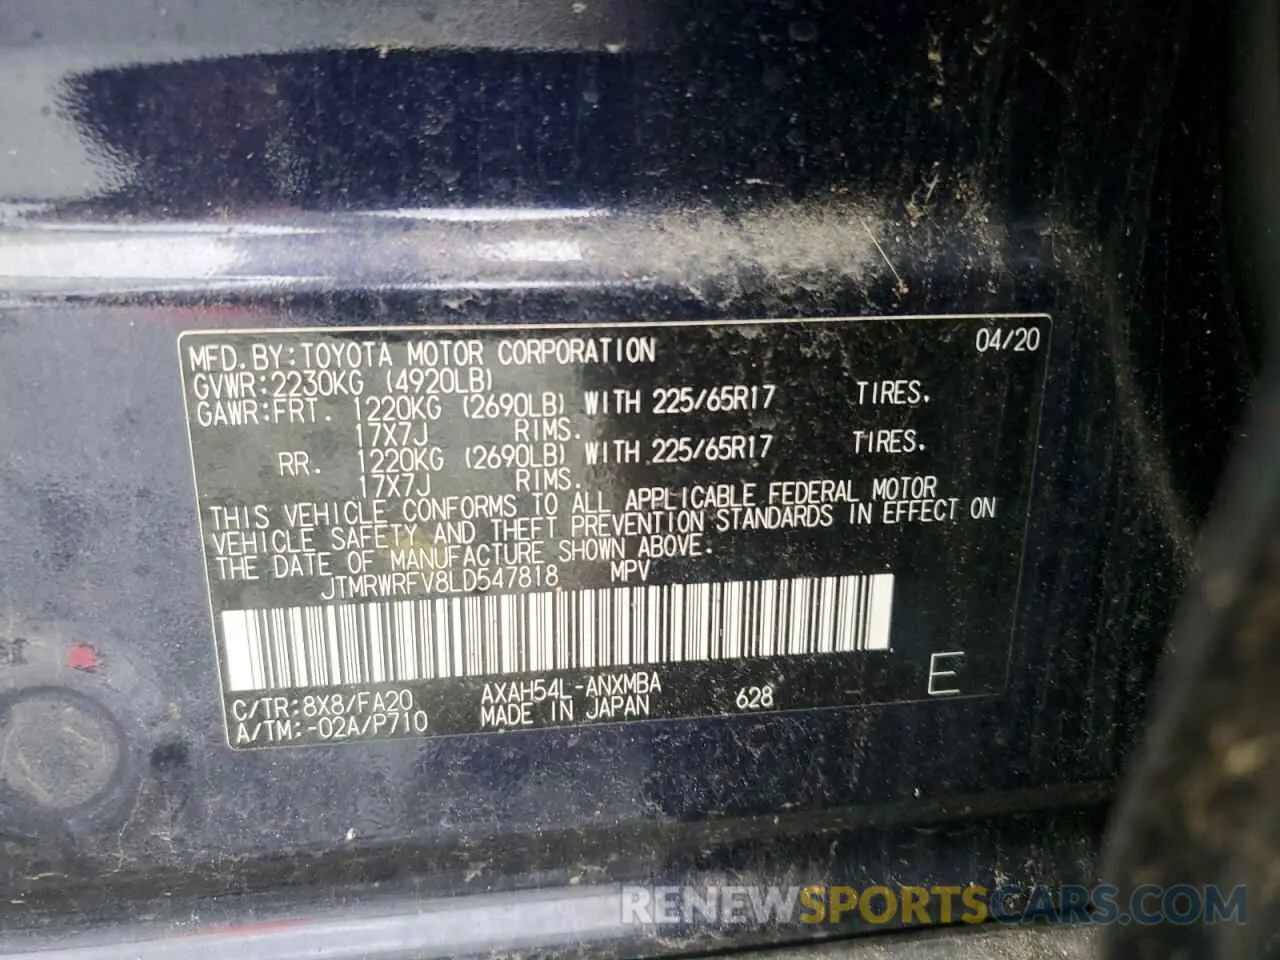 MFD.BY:TOYOTA MOTOR CORPORATION 04/20
GVWR:2230KG (4920LB)
GAWR:FRT. 1220KG (2690LB) WITH 225/65R17 TIRES.
17X7J RIMS.
RR. 1220KG (2690LB) WITH 225/65R17 TIRES.
17X7J RIMS.
THIS VEHICLE CONFORMS TO ALL APPLICABLE FEDERAL MOTOR
VEHICLE SAFETY AND THEFT PREVENTION STANDARDS IN EFFECT ON
THE DATE OF MANUFACTURE SHOWN ABOVE.
JTMRWRFV8LD547818 MPV
C/TR:8X8/FA20 AXAH54L-ANXMBA 628 E
A/TM:-02A/P710 MADE IN JAPAN
RENEWSPORTSCARS.COM